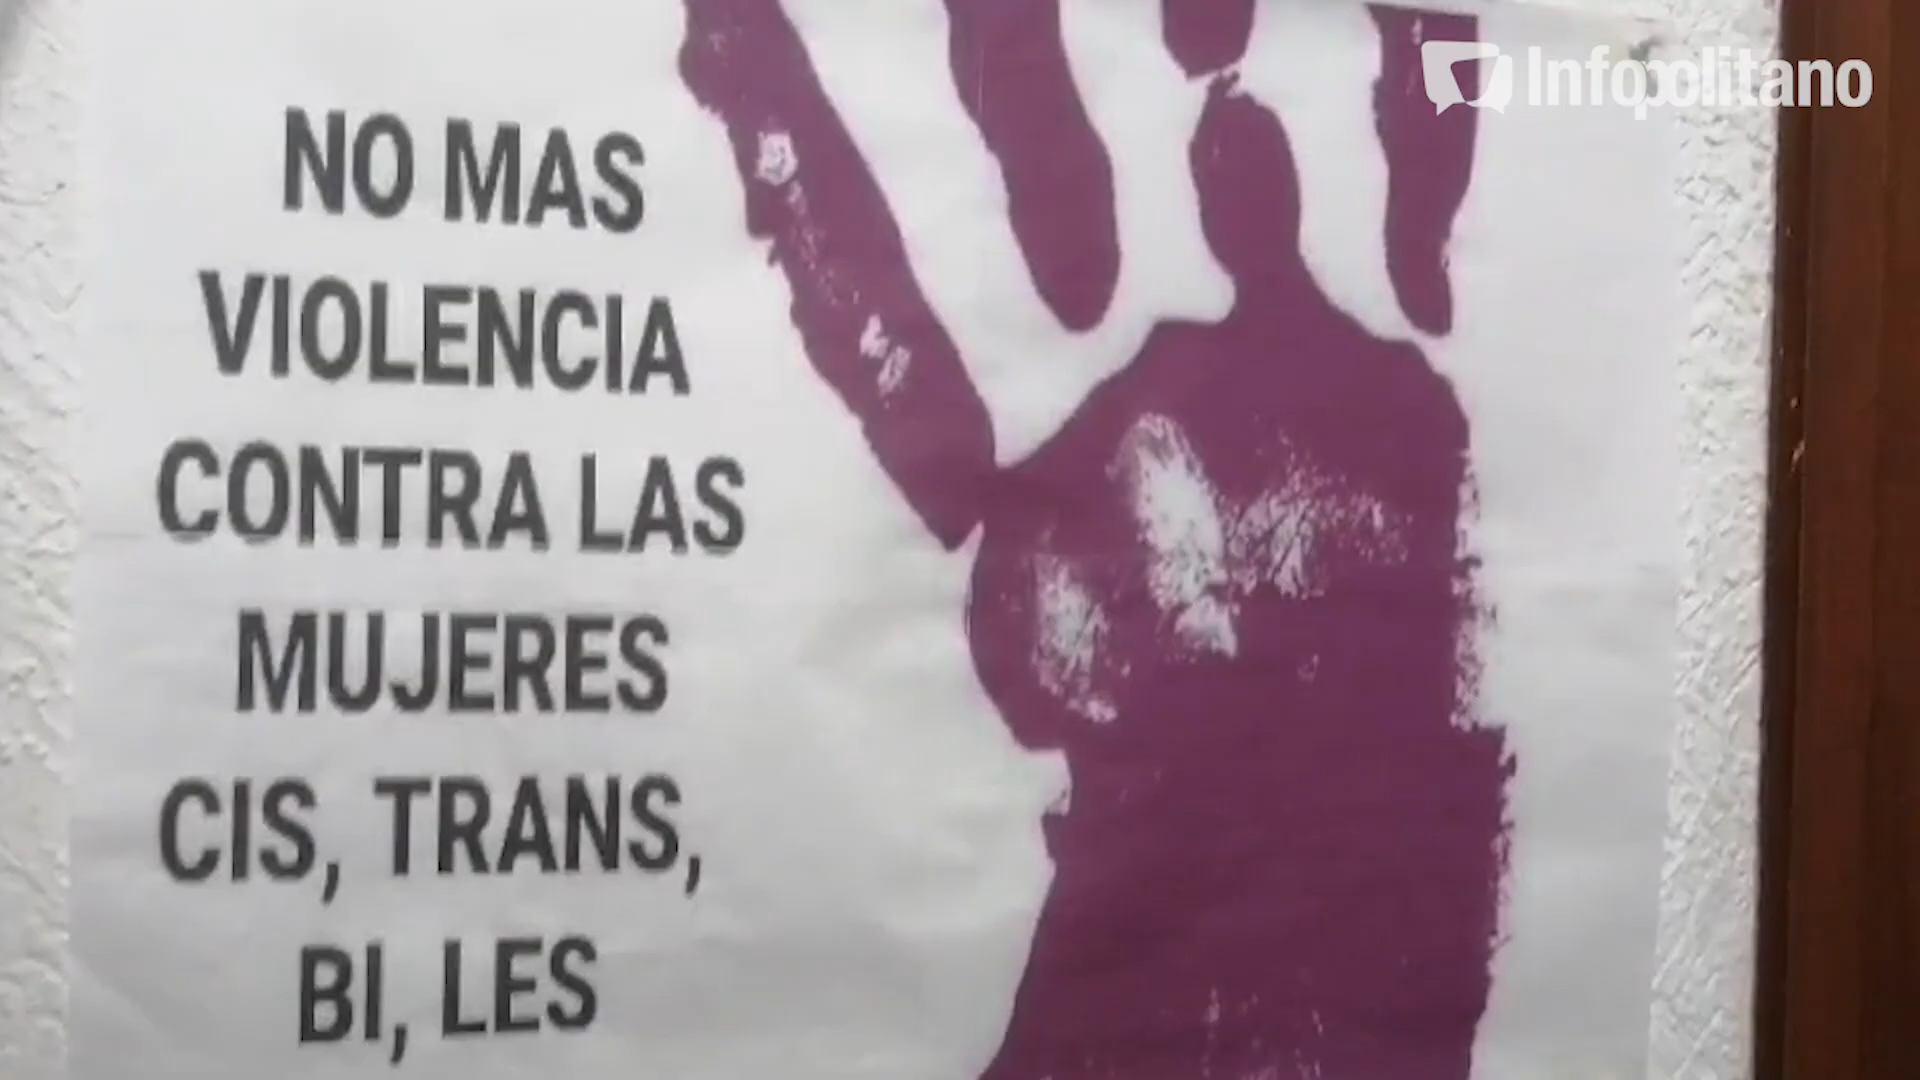 Infopolitano
NO MAS
VIOLENCIA
CONTRA LAS
MUJERES
CIS, TRANS,
BI, LES